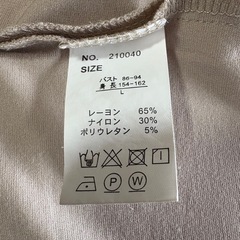 NO. 210040
SIZE
バスト 86-94
身長 154-162
L
レーヨン 65%
ナイロン 30%
ポリウレタン 5%
P W